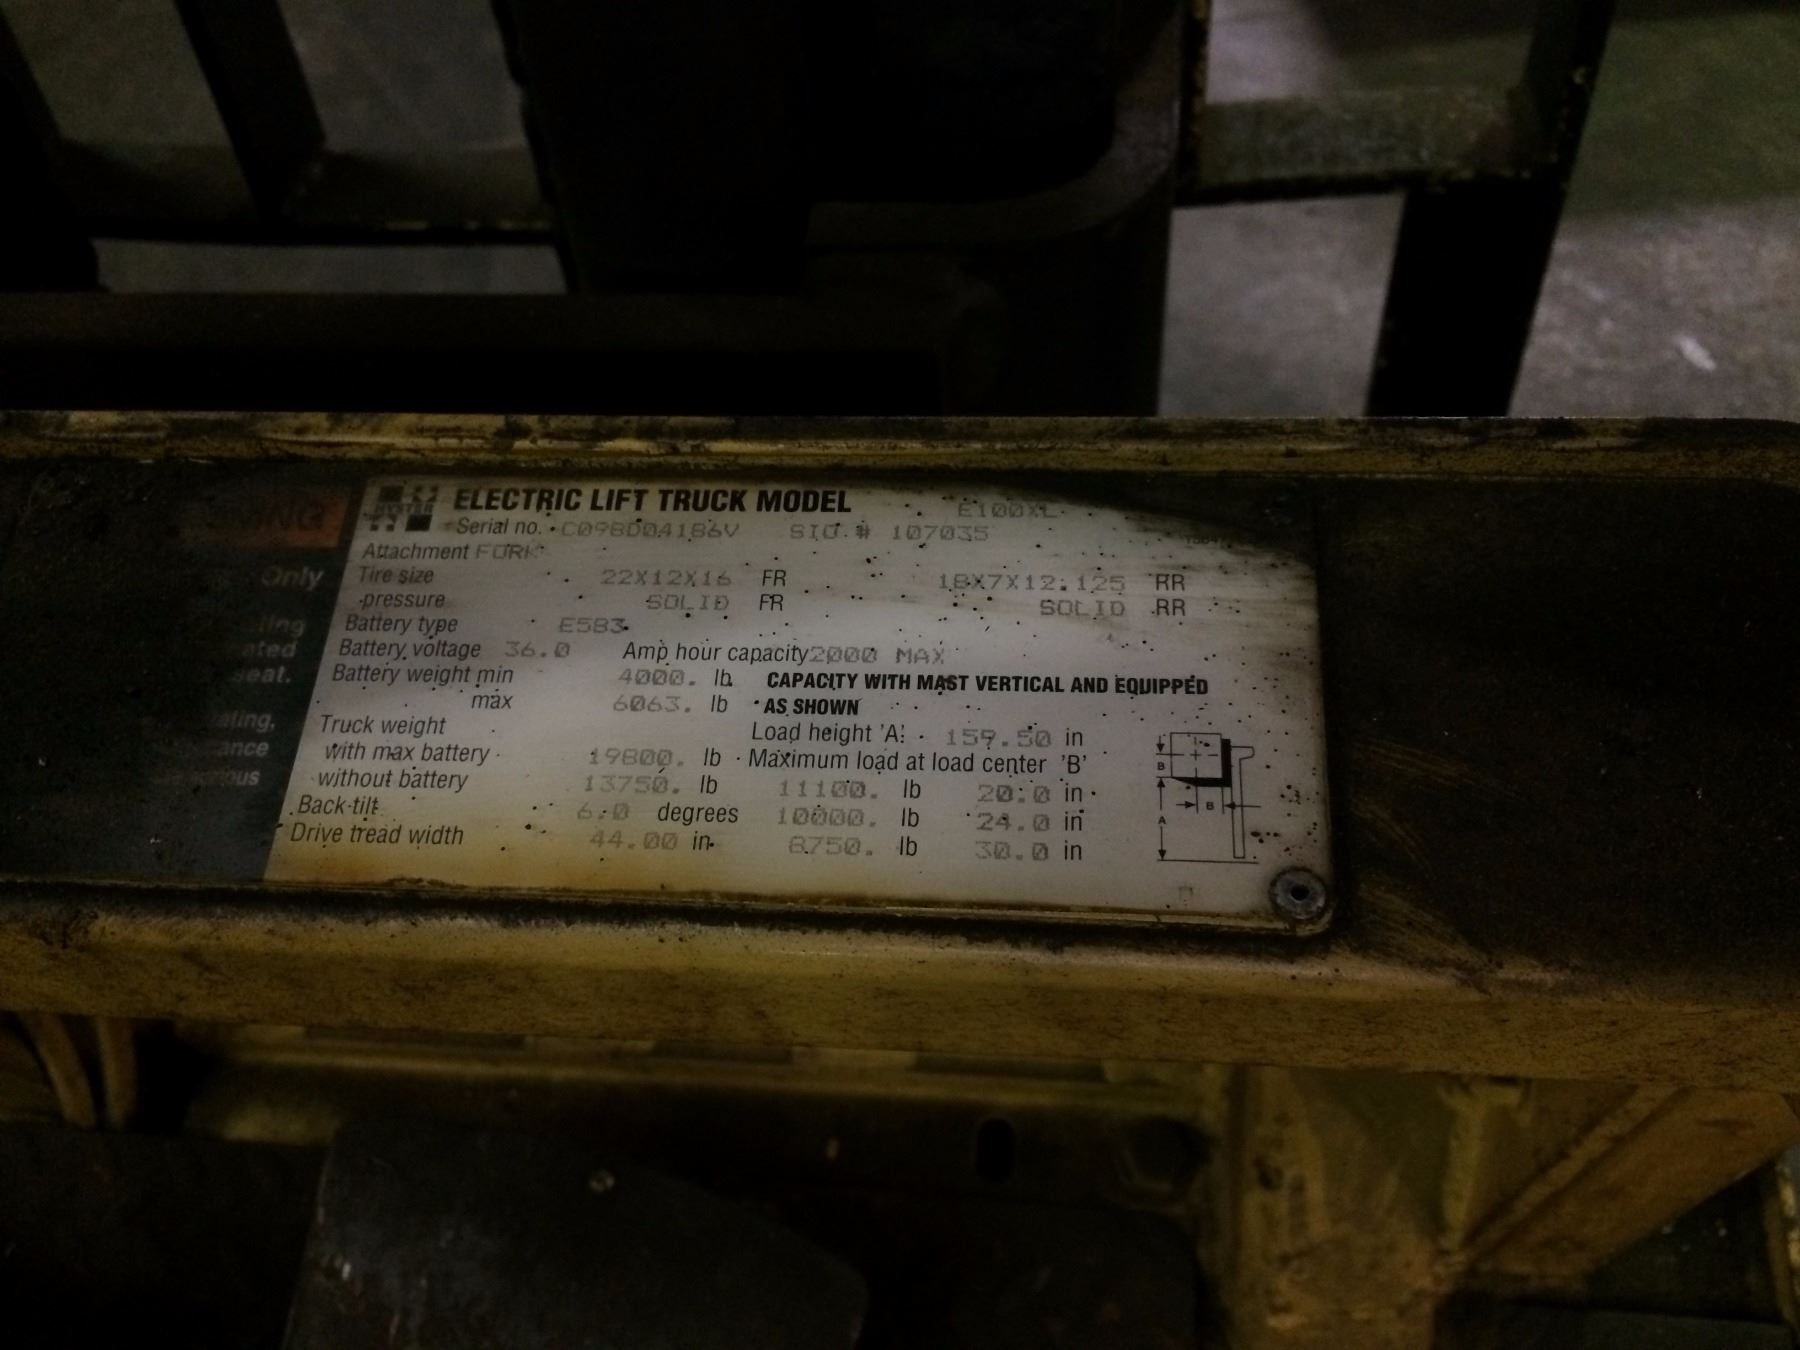 HYSTER
ELECTRIC LIFT TRUCK MODEL E100XL
Serial no. C098D04186V SIO # 107035
Attachment FORK
Tire size 22X12X16 FR 18X7X12.125 RR
pressure SOLID FR SOLID RR
Battery type E583
Battery voltage 36.0 Amp hour capacity 2000 MAX
Battery weight min 4000. lb CAPACITY WITH MAST VERTICAL AND EQUIPPED
max 6063. lb AS SHOWN
Truck weight Load height 'A' 159.50 in
with max battery 19800. lb Maximum load at load center 'B'
without battery 13750. lb 11100. lb 20.0 in
Back tilt 6.0 degrees 10000. lb 24.0 in
Drive tread width 44.00 in 8750. lb 30.0 in
B
B
A
Only
seat.